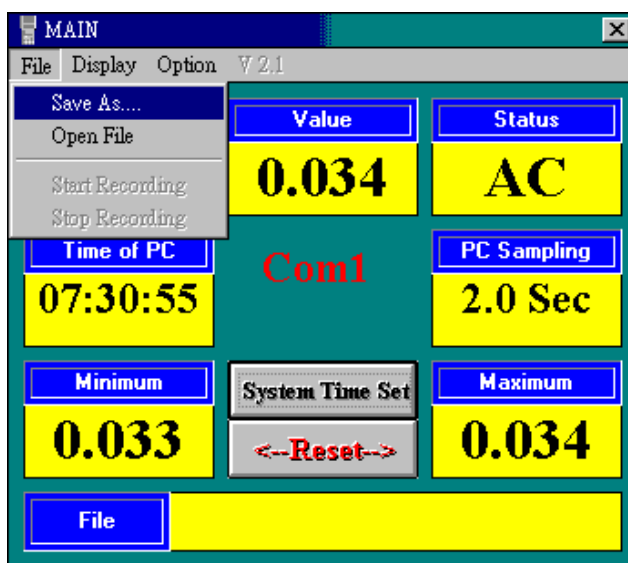 MAIN
File Display Option V 2.1
Save As....
Open File
Start Recording
Stop Recording
Value
0.034
Status
AC
Time of PC
07:30:55
Com1
PC Sampling
2.0 Sec
Minimum
0.033
System Time Set
<--Reset-->
Maximum
0.034
File